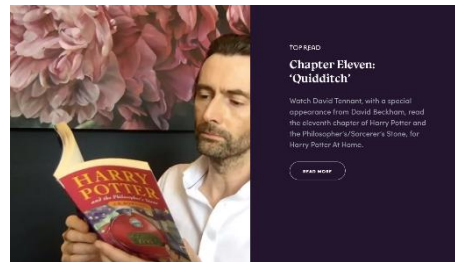 TOP READ
Chapter Eleven:
‘Quidditch’
Watch David Tennant, with a special
appearance from David Beckham, read
the eleventh chapter of Harry Potter and
the Philosopher's/Sorcerer's Stone, for
Harry Potter At Home.
READ MORE
HARRY
POTTER
and the Philosopher's Stone